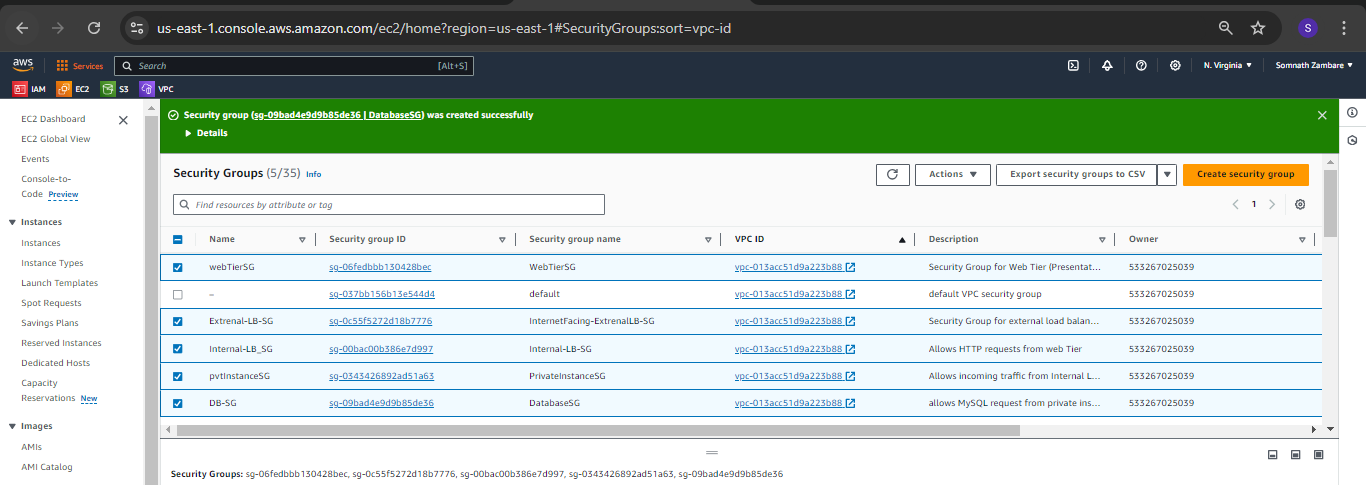 us-east-1.console.aws.amazon.com/ec2/home?region=us-east-1#SecurityGroups:sort=vpc-id
S
aws
Services
Search
[Alt+S]
N. Virginia
Somnath Zambare
IAM
EC2
S3
VPC
EC2 Dashboard
EC2 Global View
Events
Console-to-
Code Preview
Instances
Instances
Instance Types
Launch Templates
Spot Requests
Savings Plans
Reserved Instances
Dedicated Hosts
Capacity
Reservations New
Images
AMIs
AMI Catalog
Security group (sg-09bad4e9d9b85de36 | DatabaseSG) was created successfully
Details
Security Groups (5/35) Info
Actions
Export security groups to CSV
Create security group
Find resources by attribute or tag
1
Name Security group ID Security group name VPC ID Description Owner
webTierSG sg-06fedbbb130428bec WebTierSG vpc-013acc51d9a223b88 Security Group for Web Tier (Presentat... 533267025039
– sg-037bb156b13e544d4 default vpc-013acc51d9a223b88 default VPC security group 533267025039
Extrenal-LB-SG sg-0c55f5272d18b7776 InternetFacing-ExtrenalLB-SG vpc-013acc51d9a223b88 Security Group for external load balan... 533267025039
Internal-LB_SG sg-00bac00b386e7d997 Internal-LB-SG vpc-013acc51d9a223b88 Allows HTTP requests from web Tier 533267025039
pvtInstanceSG sg-0343426892ad51a63 PrivateInstanceSG vpc-013acc51d9a223b88 Allows incoming traffic from Internal L... 533267025039
DB-SG sg-09bad4e9d9b85de36 DatabaseSG vpc-013acc51d9a223b88 allows MySQL request from private ins... 533267025039
Security Groups: sg-06fedbbb130428bec, sg-0c55f5272d18b7776, sg-00bac00b386e7d997, sg-0343426892ad51a63, sg-09bad4e9d9b85de36